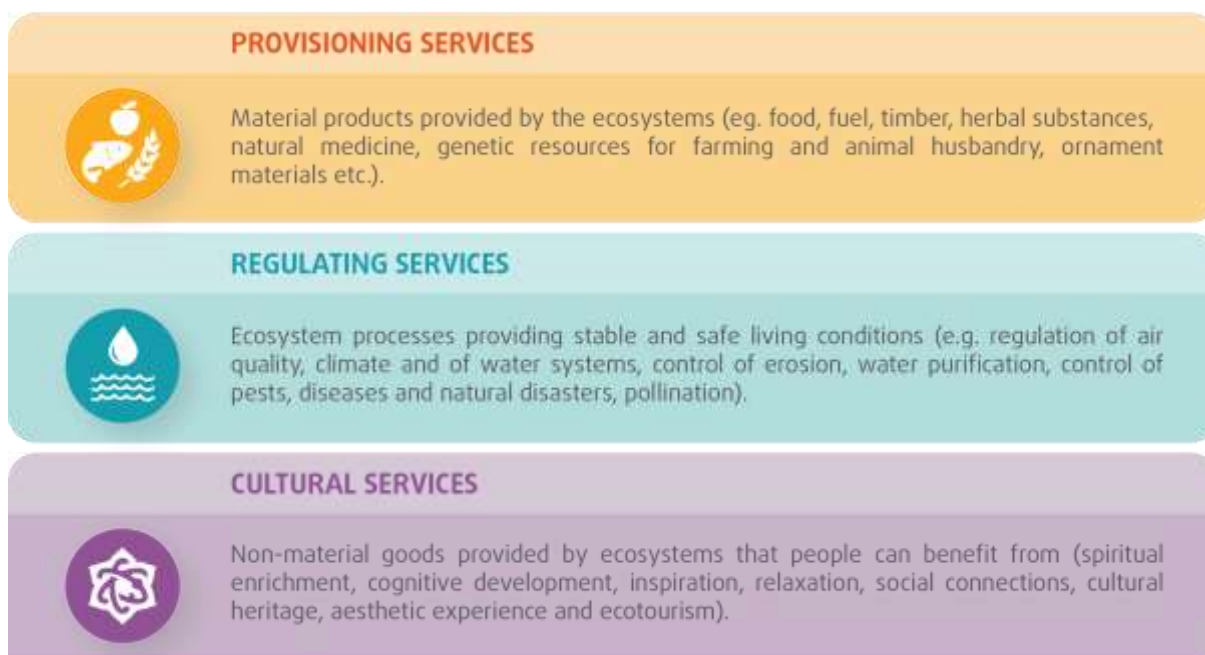 PROVISIONING SERVICES
Material products provided by the ecosystems (eg. food, fuel, timber, herbal substances,
natural medicine, genetic resources for farming and animal husbandry, ornament
materials etc.).
REGULATING SERVICES
Ecosystem processes providing stable and safe living conditions (e.g. regulation of air
quality, climate and of water systems, control of erosion, water purification, control of
pests, diseases and natural disasters, pollination).
CULTURAL SERVICES
Non-material goods provided by ecosystems that people can benefit from (spiritual
enrichment, cognitive development, inspiration, relaxation, social connections, cultural
heritage, aesthetic experience and ecotourism).